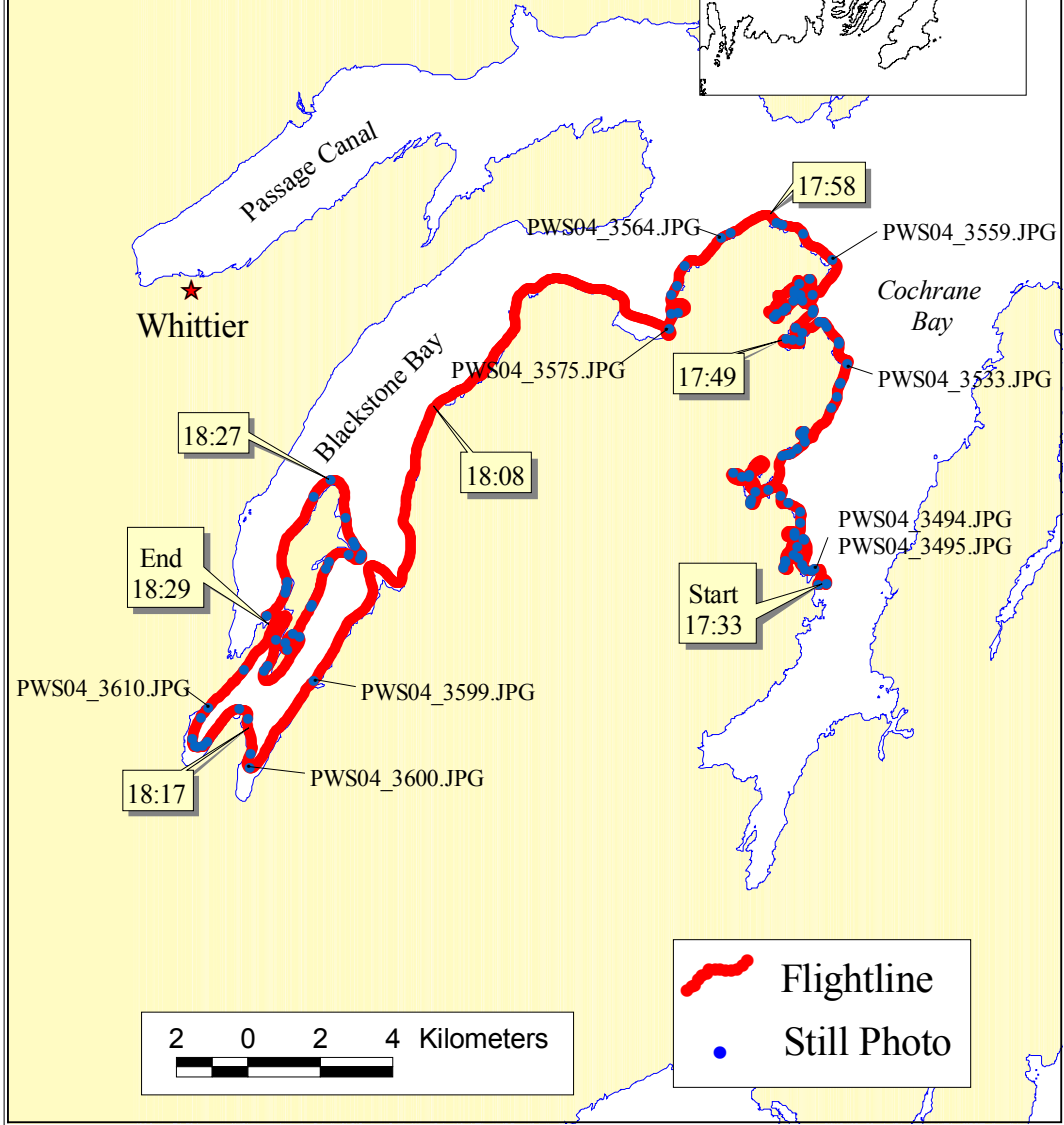 Passage Canal
17:58
PWS04_3564.JPG
PWS04_3559.JPG
Whittier
Cochrane
Bay
Blackstone Bay
PWS04_3575.JPG
17:49
PWS04_3533.JPG
18:27
18:08
PWS04_3494.JPG
PWS04_3495.JPG
End
18:29
Start
17:33
PWS04_3610.JPG
PWS04_3599.JPG
PWS04_3600.JPG
18:17
Flightline
Still Photo
2 0 2 4 Kilometers